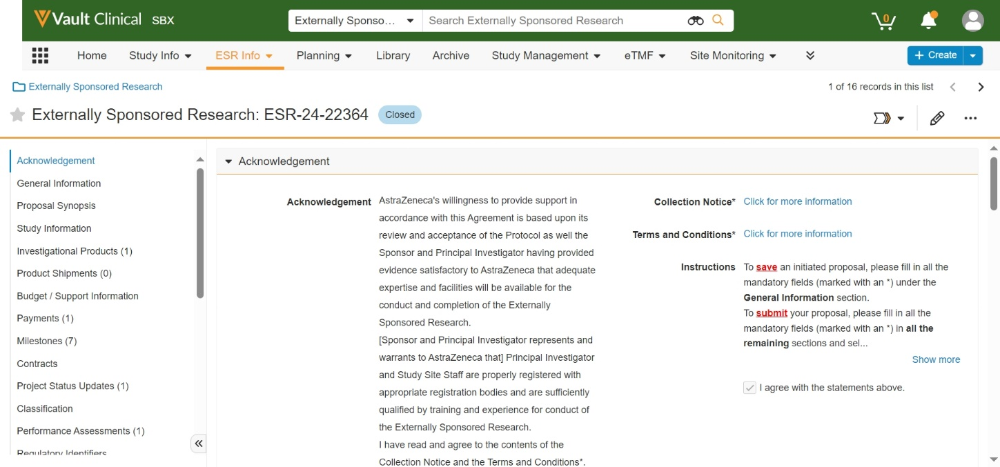 Vault Clinical SBX
Externally Sponso... Search Externally Sponsored Research
0
Home Study Info ESR Info Planning Library Archive Study Management eTMF Site Monitoring + Create
Externally Sponsored Research
1 of 16 records in this list
Externally Sponsored Research: ESR-24-22364 Closed
Acknowledgement
General Information
Proposal Synopsis
Study Information
Investigational Products (1)
Product Shipments (0)
Budget / Support Information
Payments (1)
Milestones (7)
Contracts
Project Status Updates (1)
Classification
Performance Assessments (1)
Regulatory Identifiers
Acknowledgement
Acknowledgement
AstraZeneca's willingness to provide support in
accordance with this Agreement is based upon its
review and acceptance of the Protocol as well the
Sponsor and Principal Investigator having provided
evidence satisfactory to AstraZeneca that adequate
expertise and facilities will be available for the
conduct and completion of the Externally
Sponsored Research.
[Sponsor and Principal Investigator represents and
warrants to AstraZeneca that] Principal Investigator
and Study Site Staff are properly registered with
appropriate registration bodies and are sufficiently
qualified by training and experience for conduct of
the Externally Sponsored Research.
I have read and agree to the contents of the
Collection Notice and the Terms and Conditions*.
Collection Notice* Click for more information
Terms and Conditions* Click for more information
Instructions
To save an initiated proposal, please fill in all the
mandatory fields (marked with an *) under the
General Information section.
To submit your proposal, please fill in all the
mandatory fields (marked with an *) in all the
remaining sections and sel...
Show more
I agree with the statements above.